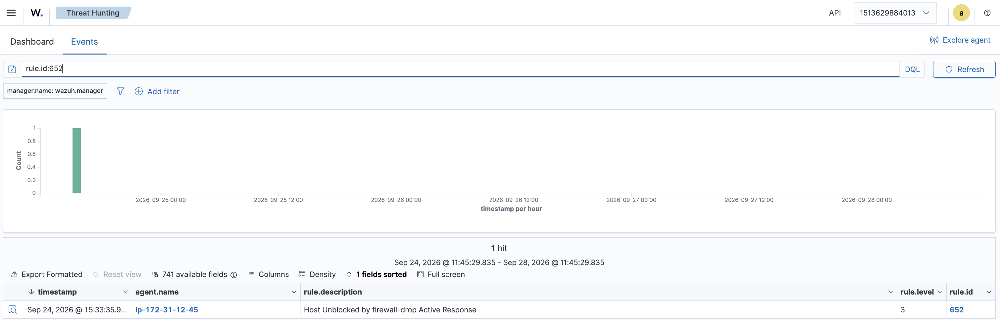 W. Threat Hunting API 1513629884013 a
Dashboard Events Explore agent
rule.id:652 DQL Refresh
manager.name: wazuh.manager Add filter
1
0.8
0.6
0.4
0.2
0
Count
2026-09-25 00:00 2026-09-25 12:00 2026-09-26 00:00 2026-09-26 12:00 2026-09-27 00:00 2026-09-27 12:00 2026-09-28 00:00
timestamp per hour
1 hit
Sep 24, 2026 @ 11:45:29.835 - Sep 28, 2026 @ 11:45:29.835
Export Formatted Reset view 741 available fields Columns Density 1 fields sorted Full screen
timestamp agent.name rule.description rule.level rule.id
Sep 24, 2026 @ 15:33:35.9... ip-172-31-12-45 Host Unblocked by firewall-drop Active Response 3 652